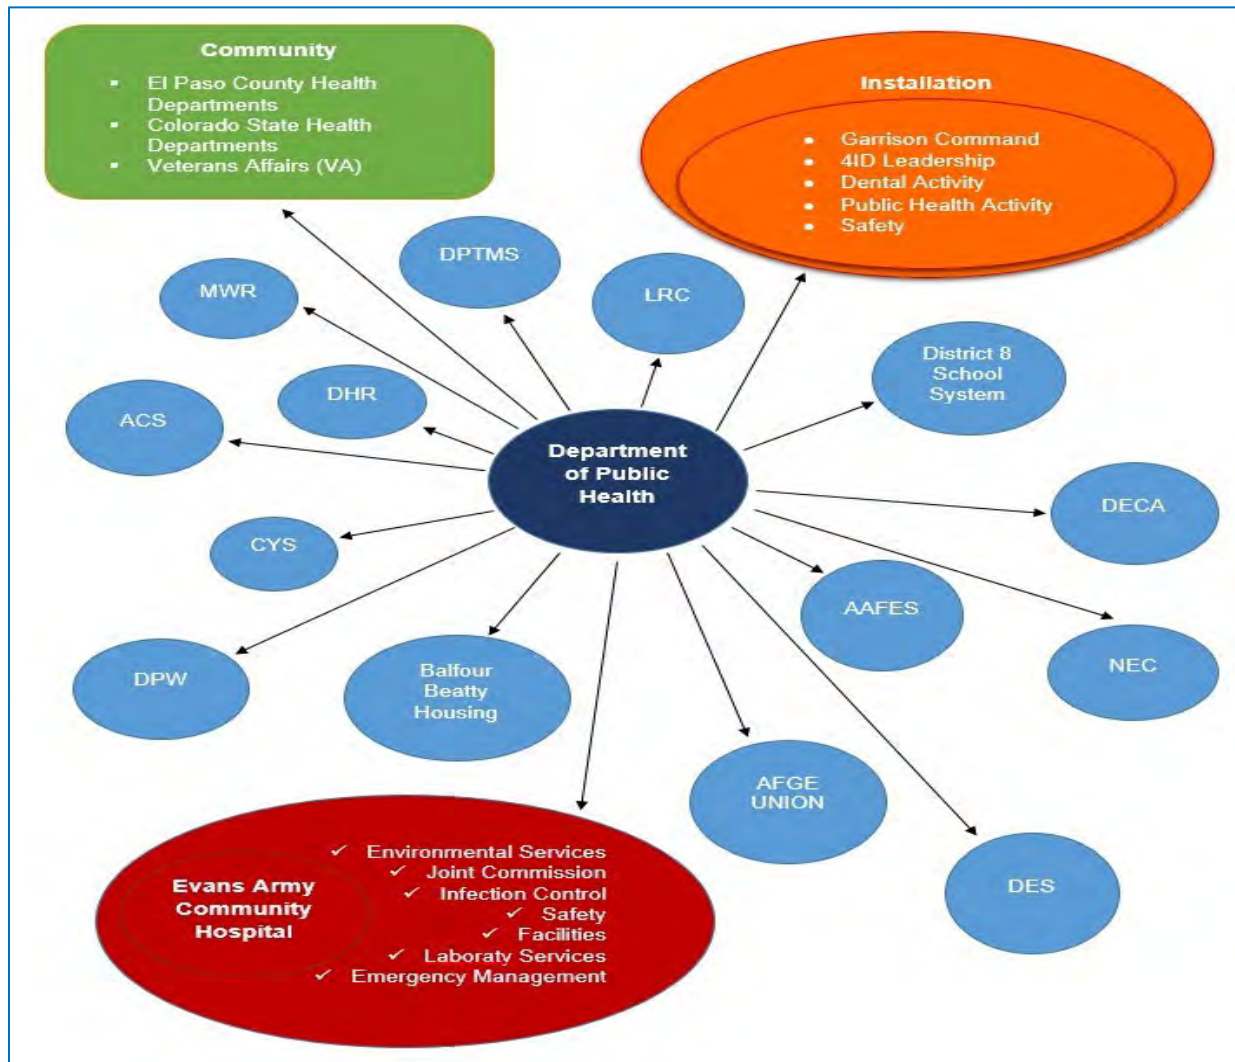 Community
▪ El Paso County Health
Departments
▪ Colorado State Health
Departments
▪ Veterans Affairs (VA)
Installation
• Garrison Command
• 4ID Leadership
• Dental Activity
• Public Health Activity
• Safety
DPTMS
MWR
LRC
District 8
School
System
DHR
ACS
Department
of Public
Health
DECA
CYS
AAFES
NEC
DPW
Balfour
Beatty
Housing
AFGE
UNION
DES
Evans Army
Community
Hospital
✓ Environmental Services
✓ Joint Commission
✓ Infection Control
✓ Safety
✓ Facilities
✓ Laboraty Services
✓ Emergency Management